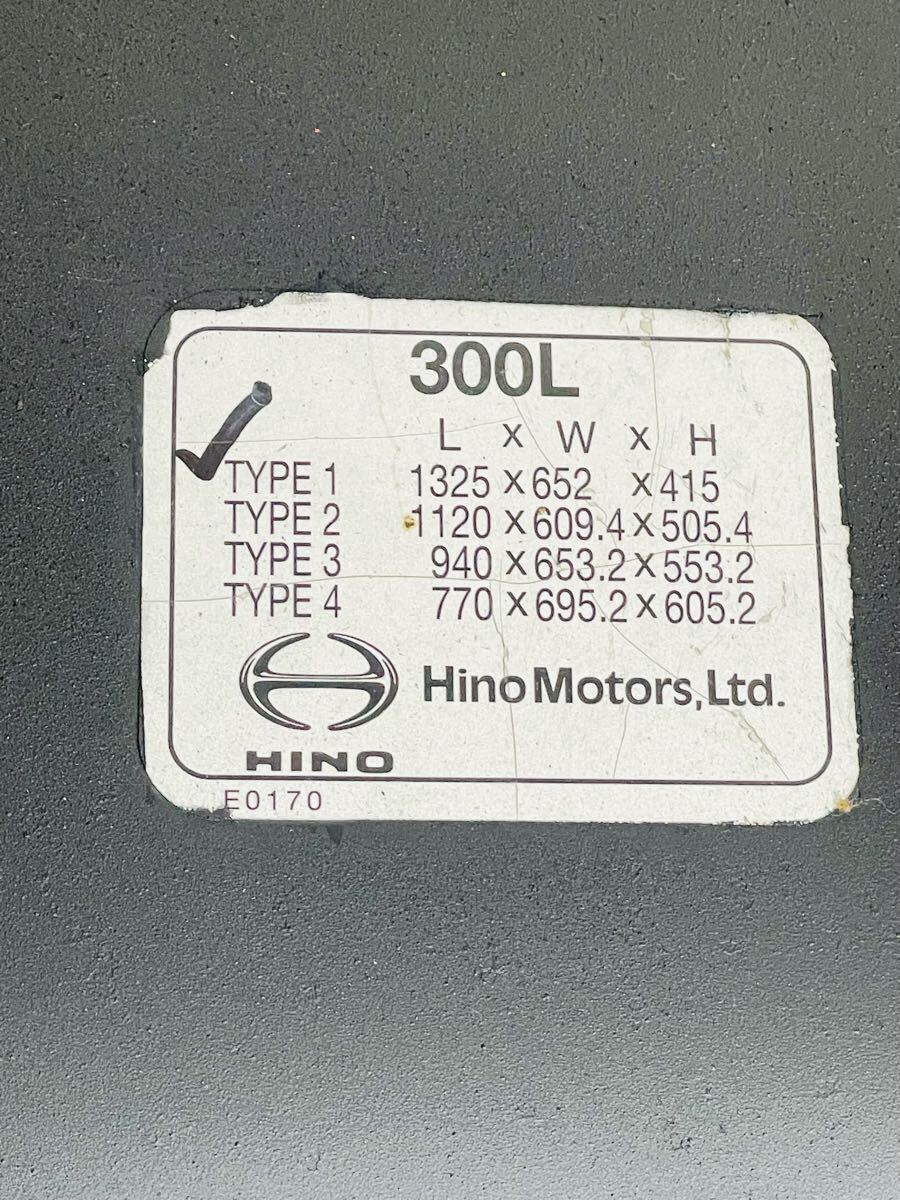 300L
L x W x H
TYPE 1 1325 x 652 x 415
TYPE 2 1120 x 609.4 x 505.4
TYPE 3 940 x 653.2 x 553.2
TYPE 4 770 x 695.2 x 605.2
Hino Motors, Ltd.
HINO
E0170